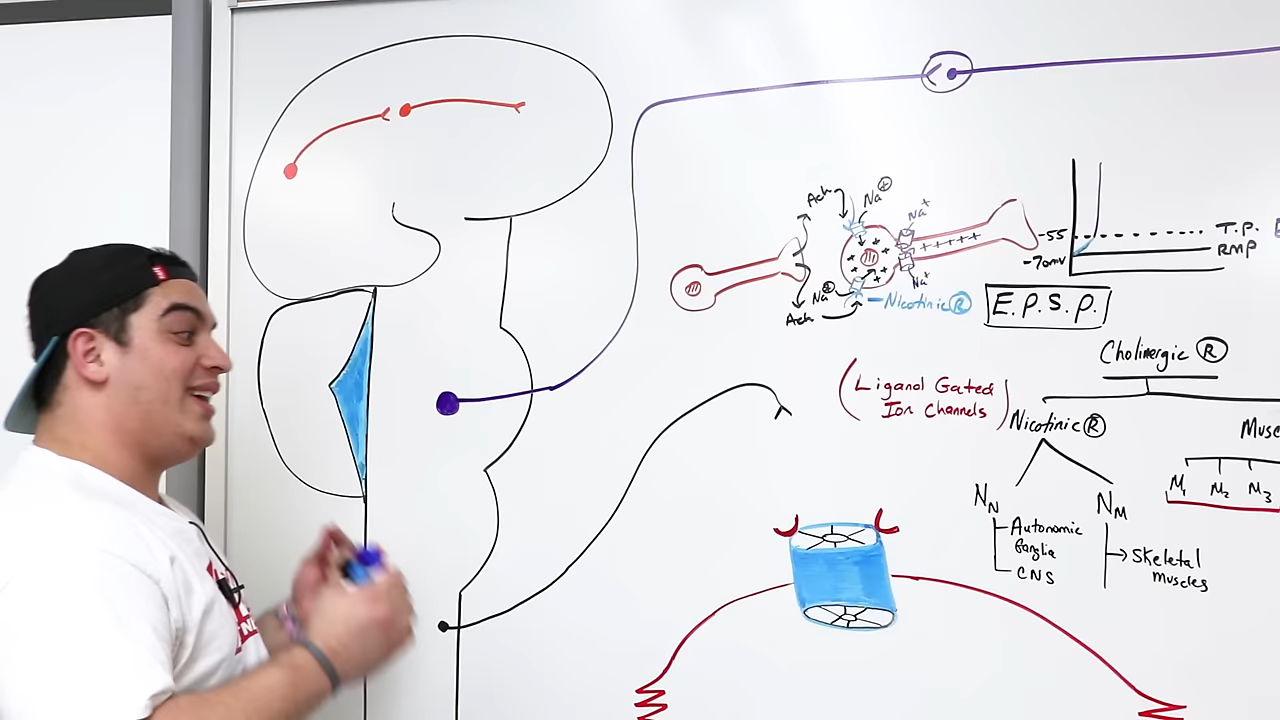 Ach
Na⊕
Na⁺
Na⊕
Na⁺
Ach
Nicotinic Ⓡ
-55
-70mv
T.P.
RMP
E.P.S.P.
(Ligand Gated
Ion Channels)
Cholinergic Ⓡ
Nicotinic Ⓡ
Musc
N_N
Autonomic
Ganglia
CNS
N_M
Skeletal
Muscles
M₁ M₂ M₃